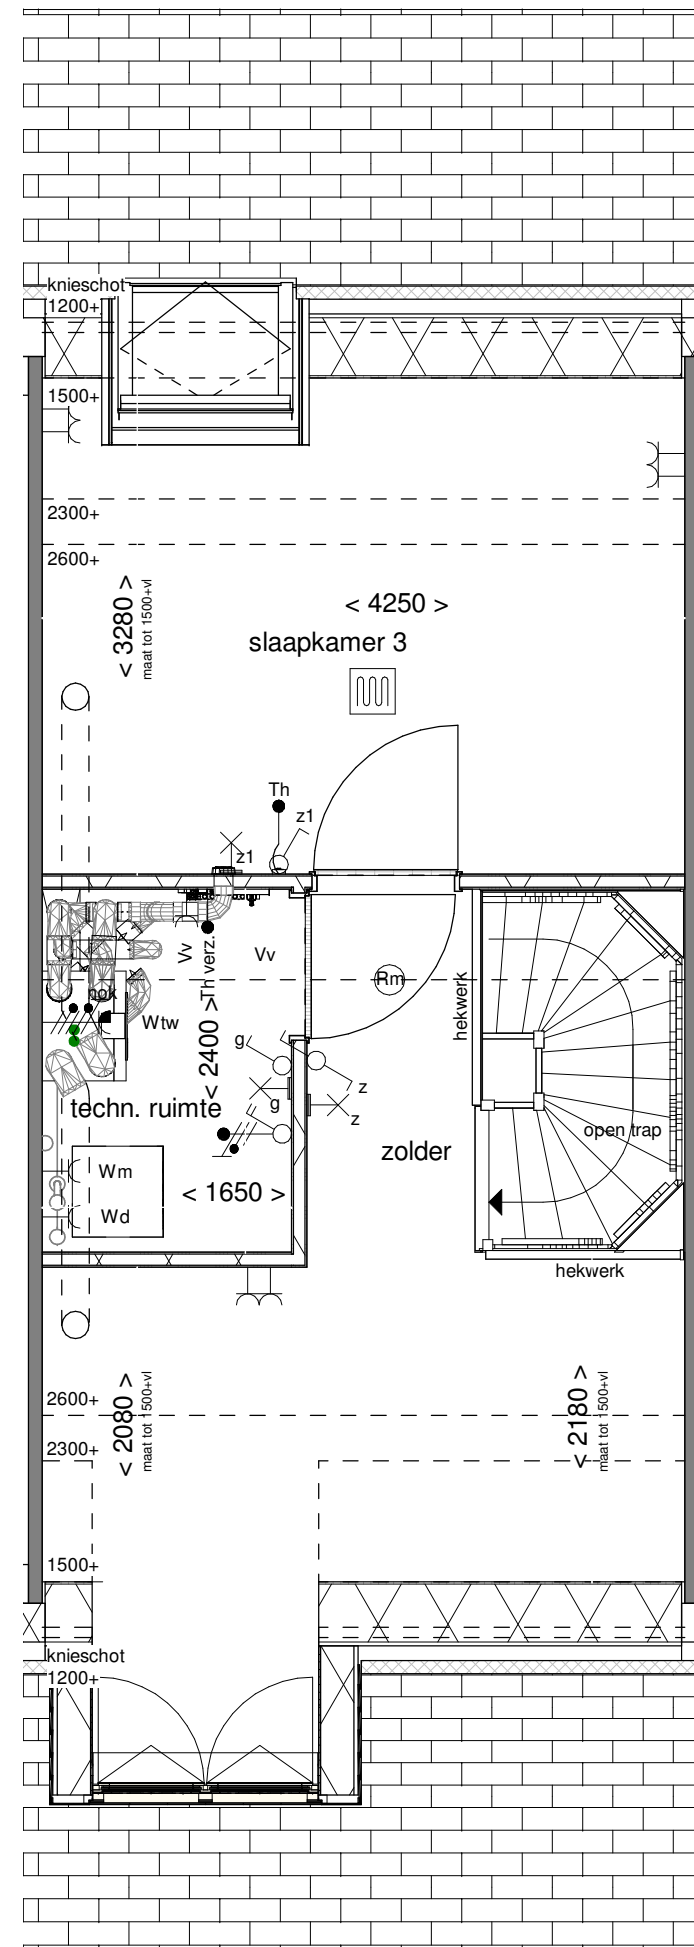 knieschot
1200+
1500+
2300+
2600+
< 3280 >
maat tot 1500+vl
< 4250 >
slaapkamer 3
Th
z1
z1
Vv
Th verz.
Vv
nok
Wtw
< 2400 >
Rm
hekwerk
g
z
g
z
techn. ruimte
open trap
zolder
Wm
< 1650 >
Wd
hekwerk
2600+
< 2080 >
maat tot 1500+vl
< 2180 >
maat tot 1500+vl
2300+
1500+
knieschot
1200+